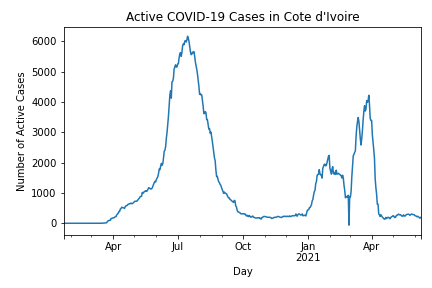 Active COVID-19 Cases in Cote d'Ivoire
6000
5000
4000
3000
2000
1000
0
Number of Active Cases
Apr
Jul
Oct
Jan
2021
Apr
Day